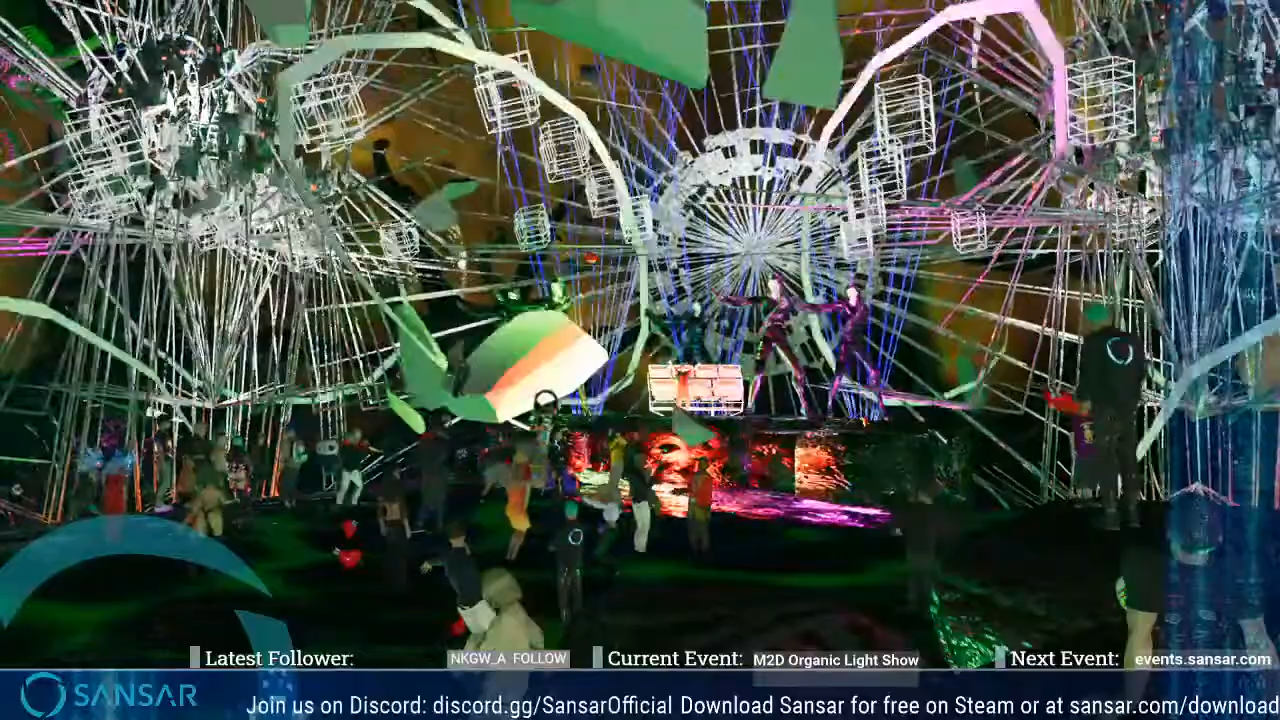 Latest Follower: NKGW_A FOLLOW Current Event: M2D Organic Light Show Next Event: events.sansar.com
SANSAR Join us on Discord: discord.gg/SansarOfficial Download Sansar for free on Steam or at sansar.com/download